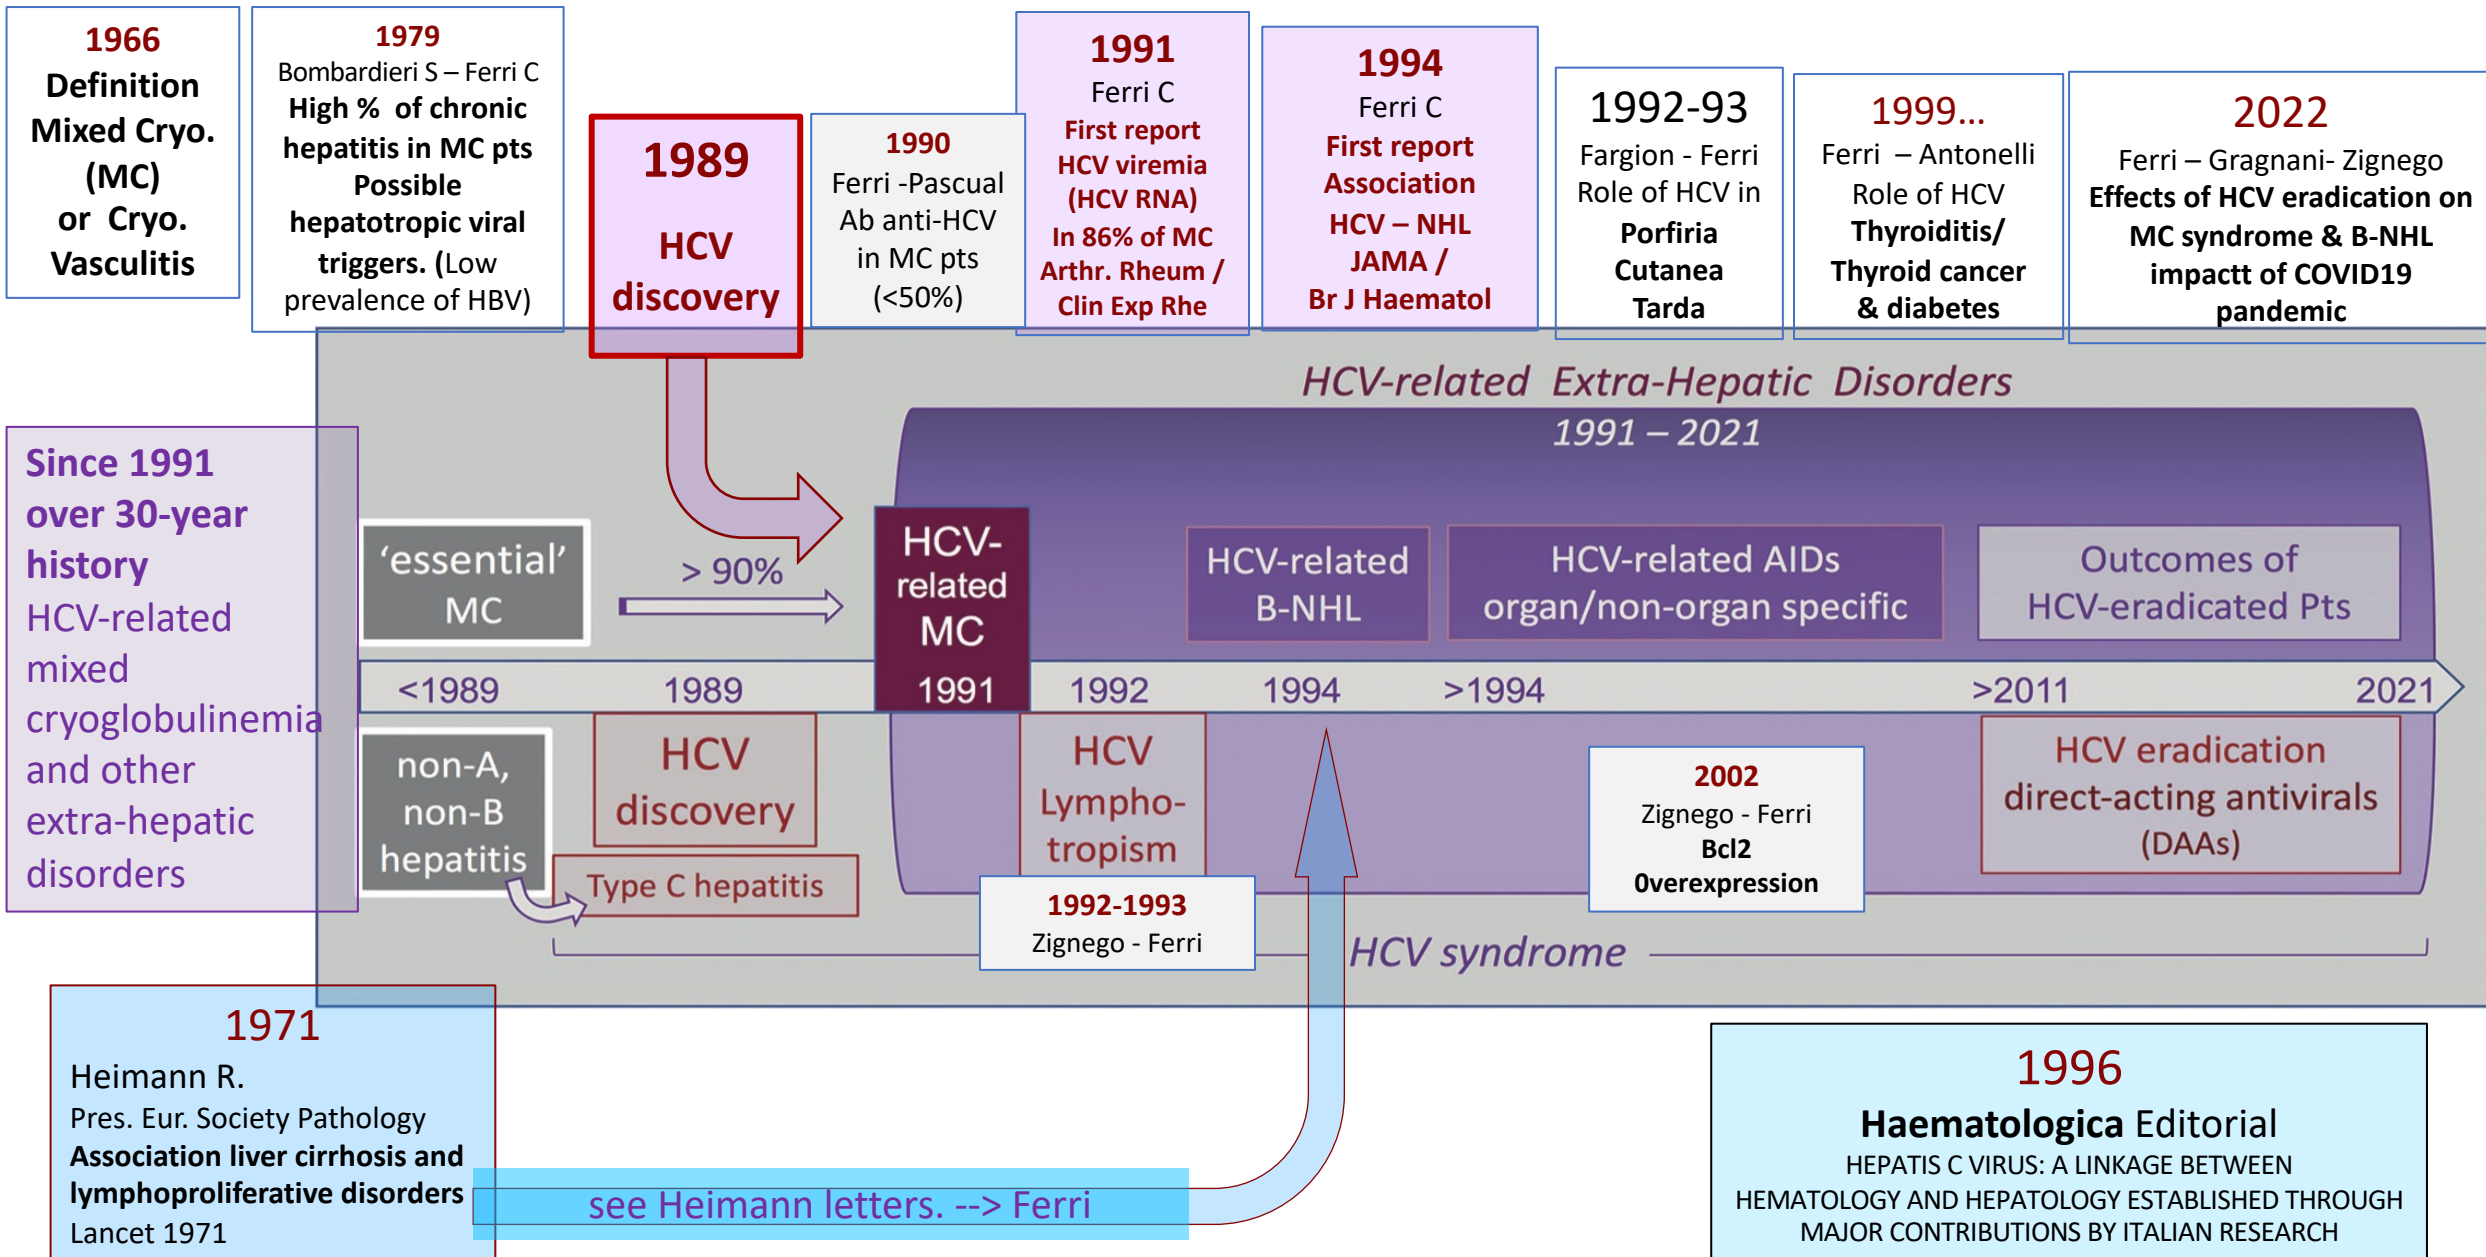 1966
Definition
Mixed Cryo.
(MC)
or Cryo.
Vasculitis
1979
Bombardieri S – Ferri C
High % of chronic
hepatitis in MC pts
Possible
hepatotropic viral
triggers. (Low
prevalence of HBV)
1989
HCV
discovery
1990
Ferri -Pascual
Ab anti-HCV
in MC pts
(<50%)
1991
Ferri C
First report
HCV viremia
(HCV RNA)
In 86% of MC
Arthr. Rheum /
Clin Exp Rhe
1994
Ferri C
First report
Association
HCV – NHL
JAMA /
Br J Haematol
1992-93
Fargion - Ferri
Role of HCV in
Porfiria
Cutanea
Tarda
1999...
Ferri – Antonelli
Role of HCV
Thyroiditis/
Thyroid cancer
& diabetes
2022
Ferri – Gragnani- Zignego
Effects of HCV eradication on
MC syndrome & B-NHL
impactt of COVID19
pandemic
HCV-related Extra-Hepatic Disorders
1991 – 2021
Since 1991
over 30-year
history
HCV-related
mixed
cryoglobulinemia
and other
extra-hepatic
disorders
'essential'
MC
> 90%
HCV-
related
MC
1991
HCV-related
B-NHL
HCV-related AIDs
organ/non-organ specific
Outcomes of
HCV-eradicated Pts
<1989
1989
1992
1994
>1994
>2011
2021
non-A,
non-B
hepatitis
HCV
discovery
Type C hepatitis
HCV
Lympho-
tropism
1992-1993
Zignego - Ferri
2002
Zignego - Ferri
Bcl2
0verexpression
HCV eradication
direct-acting antivirals
(DAAs)
HCV syndrome
1971
Heimann R.
Pres. Eur. Society Pathology
Association liver cirrhosis and
lymphoproliferative disorders
Lancet 1971
see Heimann letters. --> Ferri
1996
Haematologica Editorial
HEPATIS C VIRUS: A LINKAGE BETWEEN
HEMATOLOGY AND HEPATOLOGY ESTABLISHED THROUGH
MAJOR CONTRIBUTIONS BY ITALIAN RESEARCH